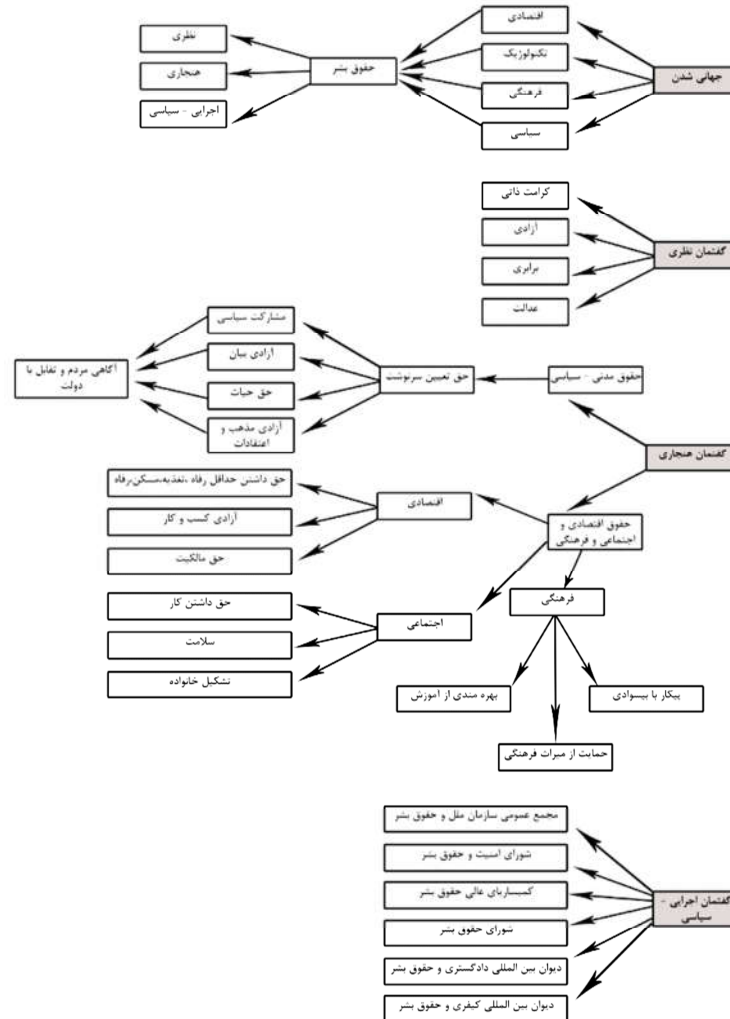 جهانی شدن
اقتصادی
تکنولوژیک
فرهنگی
سیاسی
حقوق بشر
نظری
هنجاری
اجرایی - سیاسی
گفتمان نظری
کرامت ذاتی
آزادی
برابری
عدالت
گفتمان هنجاری
حقوق مدنی - سیاسی
حق تعیین سرنوشت
مشارکت سیاسی
آزادی بیان
حق حیات
آزادی مذهب و
اعتقادات
آگاهی مردم و تقابل با
دولت
حقوق اقتصادی و
اجتماعی و فرهنگی
اقتصادی
حق داشتن حداقل رفاه ،تغذیه،مسکن،رفاه
آزادی کسب و کار
حق مالکیت
اجتماعی
حق داشتن کار
سلامت
تشکیل خانواده
فرهنگی
پیکار با بیسوادی
حمایت از میراث فرهنگی
بهره مندی از آموزش
گفتمان اجرایی -
سیاسی
مجمع عمومی سازمان ملل و حقوق بشر
شورای امنیت و حقوق بشر
کمیساریای عالی حقوق بشر
شورای حقوق بشر
دیوان بین المللی دادگستری و حقوق بشر
دیوان بین المللی کیفری و حقوق بشر